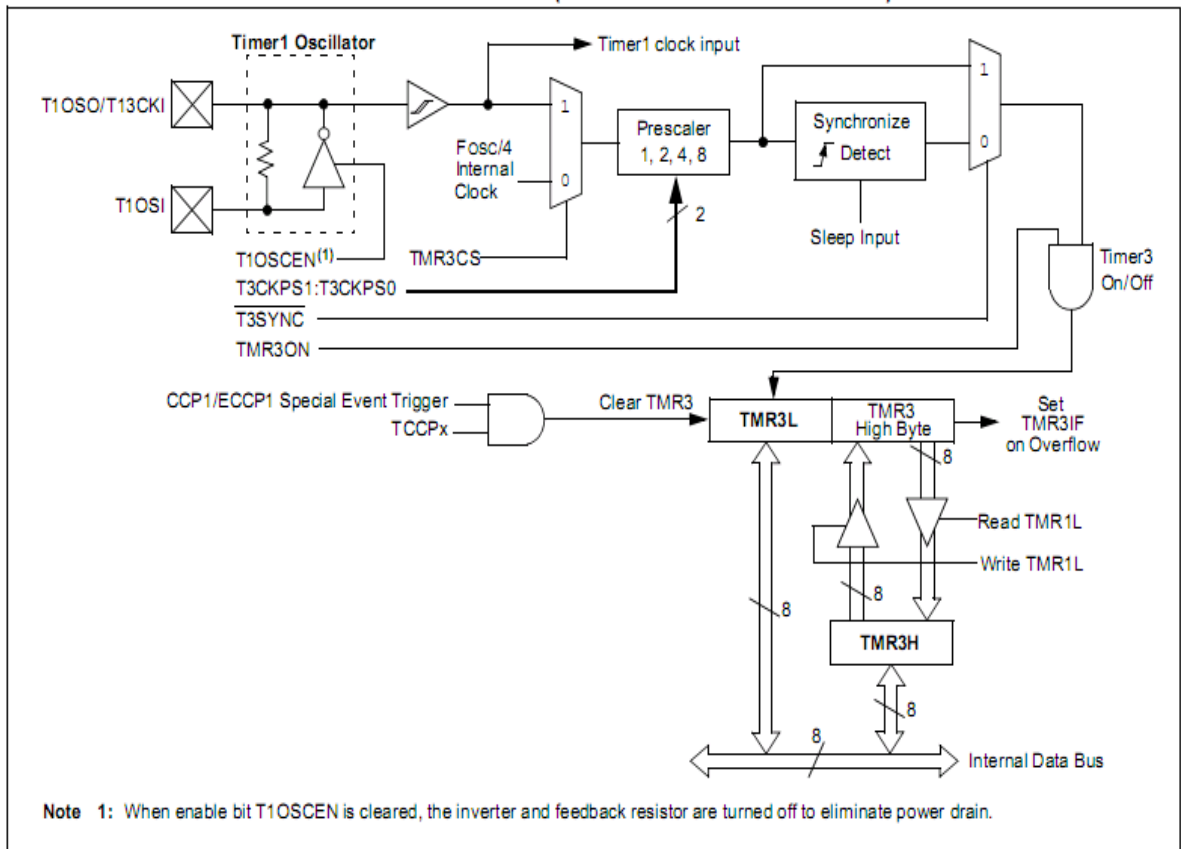 Timer1 Oscillator
Timer1 clock input
T1OSO/T13CKI
1
1
Fosc/4
Internal
Clock
0
Prescaler
1, 2, 4, 8
Synchronize
Detect
0
T1OSI
2
Sleep Input
T1OSCEN(1)
TMR3CS
Timer3
On/Off
T3CKPS1:T3CKPS0
T3SYNC
TMR3ON
CCP1/ECCP1 Special Event Trigger
TCCPx
Clear TMR3
TMR3L
TMR3
High Byte
Set
TMR3IF
on Overflow
8
Read TMR1L
Write TMR1L
8
8
TMR3H
8
8
Internal Data Bus
Note 1: When enable bit T1OSCEN is cleared, the inverter and feedback resistor are turned off to eliminate power drain.